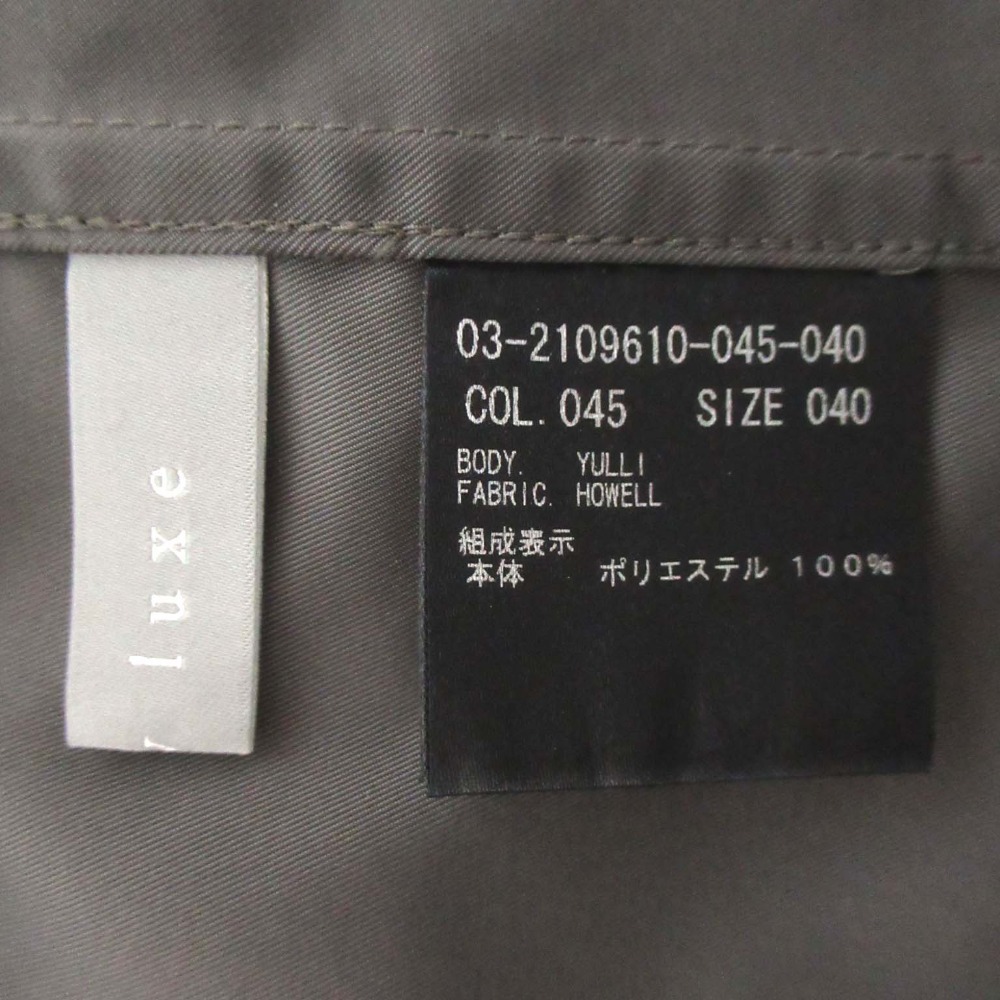 luxe
03-2109610-045-040
COL. 045 SIZE 040
BODY. YULLI
FABRIC. HOWELL
組成表示
本体 ポリエステル 100%